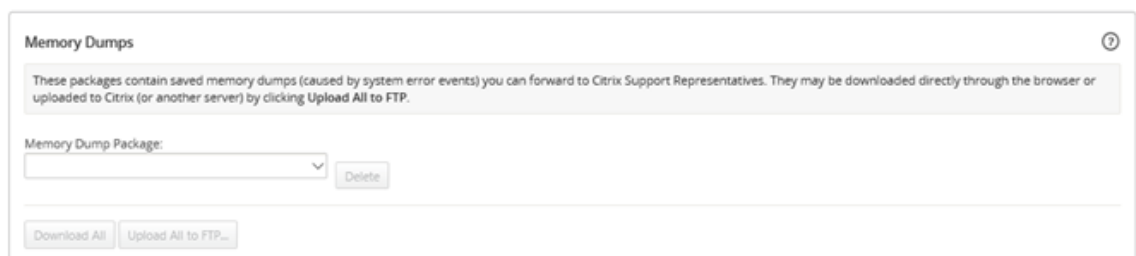 Memory Dumps
?
These packages contain saved memory dumps (caused by system error events) you can forward to Citrix Support Representatives. They may be downloaded directly through the browser or
uploaded to Citrix (or another server) by clicking Upload All to FTP.
Memory Dump Package:
Delete
Download All Upload All to FTP...